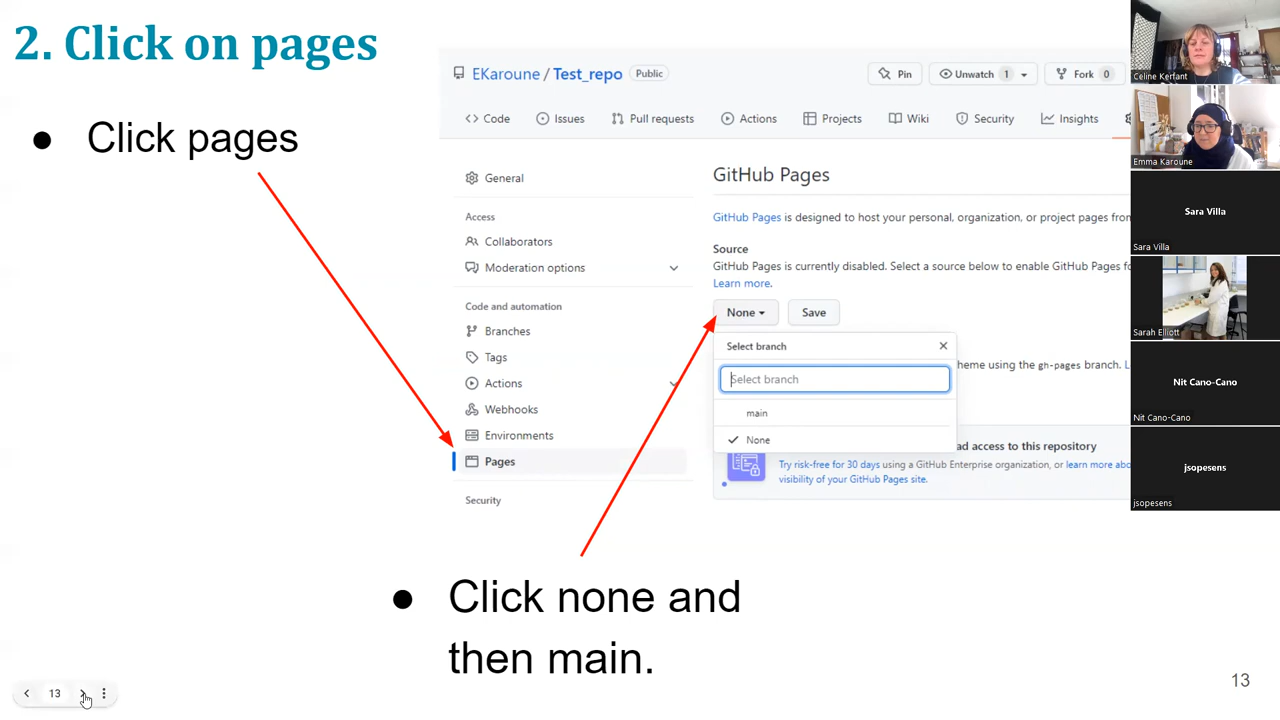 2. Click on pages
● Click pages
EKaroune / Test_repo Public
Pin
Unwatch 1
Fork 0
Code
Issues
Pull requests
Actions
Projects
Wiki
Security
Insights
General
Access
Collaborators
Moderation options
Code and automation
Branches
Tags
Actions
Webhooks
Environments
Pages
Security
GitHub Pages
GitHub Pages is designed to host your personal, organization, or project pages from
Source
GitHub Pages is currently disabled. Select a source below to enable GitHub Pages for
Learn more.
None
Save
Select branch
Select branch
main
None
heme using the gh-pages branch. L
ad access to this repository
Try risk-free for 30 days using a GitHub Enterprise organization, or learn more abo
visibility of your GitHub Pages site.
● Click none and
then main.
13
13
Celine Kerfant
Emma Karoune
Sara Villa
Sara Villa
Sarah Elliott
Nit Cano-Cano
Nit Cano-Cano
jsopesens
jsopesens